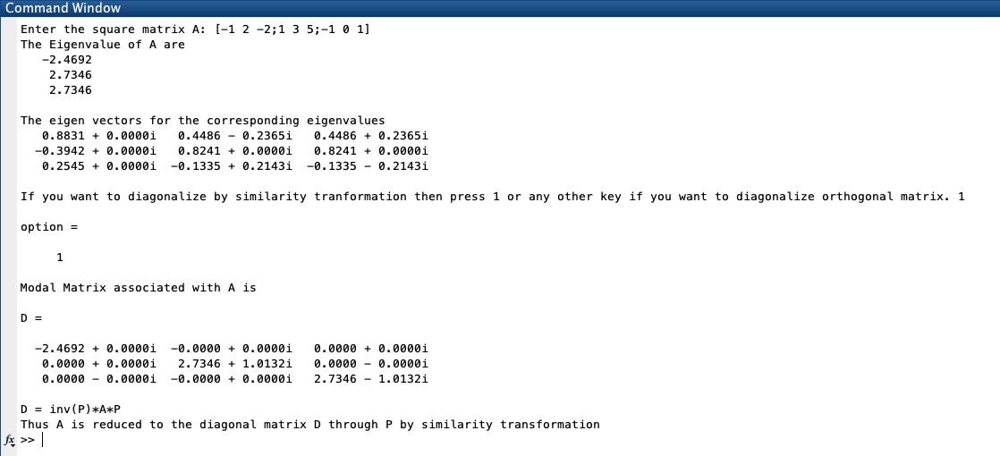 Command Window
Enter the square matrix A: [-1 2 -2;1 3 5;-1 0 1]
The Eigenvalue of A are
-2.4692
2.7346
2.7346
The eigen vectors for the corresponding eigenvalues
0.8831 + 0.0000i 0.4486 - 0.2365i 0.4486 + 0.2365i
-0.3942 + 0.0000i 0.8241 + 0.0000i 0.8241 + 0.0000i
0.2545 + 0.0000i -0.1335 + 0.2143i -0.1335 - 0.2143i
If you want to diagonalize by similarity tranformation then press 1 or any other key if you want to diagonalize orthogonal matrix. 1
option =
1
Modal Matrix associated with A is
D =
-2.4692 + 0.0000i -0.0000 + 0.0000i 0.0000 + 0.0000i
0.0000 + 0.0000i 2.7346 + 1.0132i 0.0000 - 0.0000i
0.0000 - 0.0000i -0.0000 + 0.0000i 2.7346 - 1.0132i
D = inv(P)*A*P
Thus A is reduced to the diagonal matrix D through P by similarity transformation
fx >>